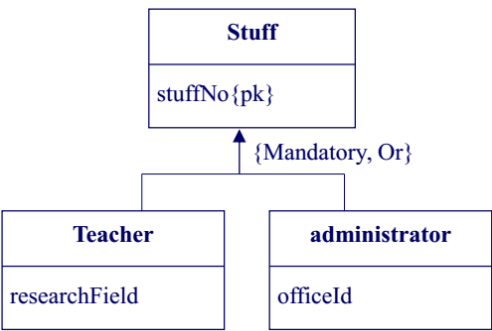 Stuff
stuffNo{pk}
{Mandatory, Or}
Teacher
administrator
researchField
officeId